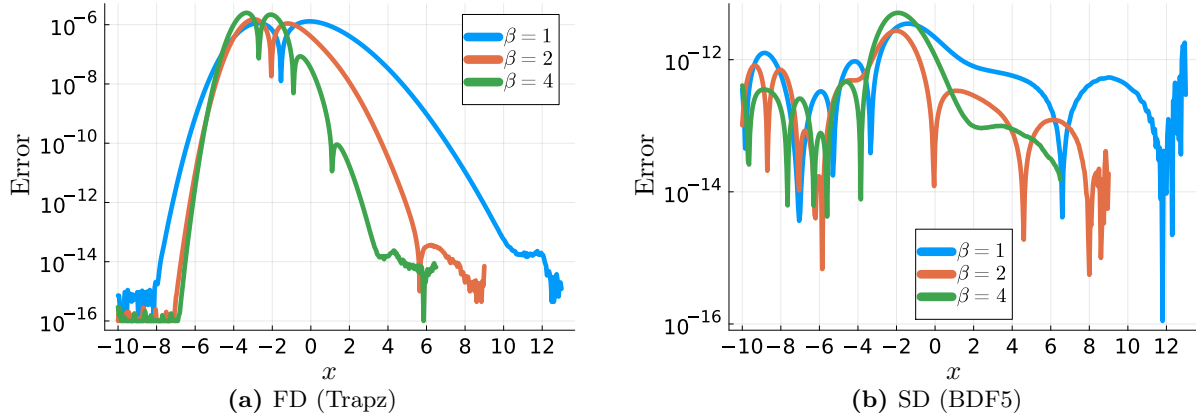 Error
10⁻⁶
10⁻⁸
10⁻¹⁰
10⁻¹²
10⁻¹⁴
10⁻¹⁶
β = 1
β = 2
β = 4
−10 −8 −6 −4 −2 0 2 4 6 8 10 12
x
(a) FD (Trapz)
Error
10⁻¹²
10⁻¹⁴
10⁻¹⁶
β = 1
β = 2
β = 4
−10 −8 −6 −4 −2 0 2 4 6 8 10 12
x
(b) SD (BDF5)